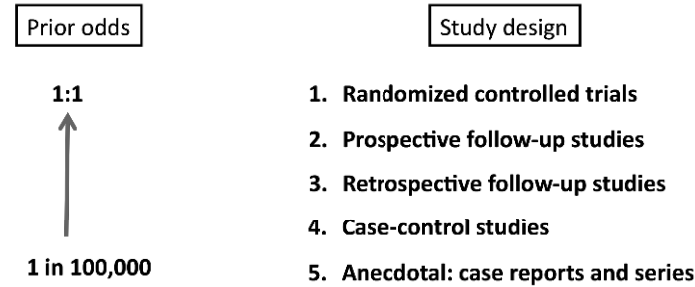 Prior odds
Study design
1:1
1. Randomized controlled trials
2. Prospective follow-up studies
3. Retrospective follow-up studies
4. Case-control studies
1 in 100,000
5. Anecdotal: case reports and series